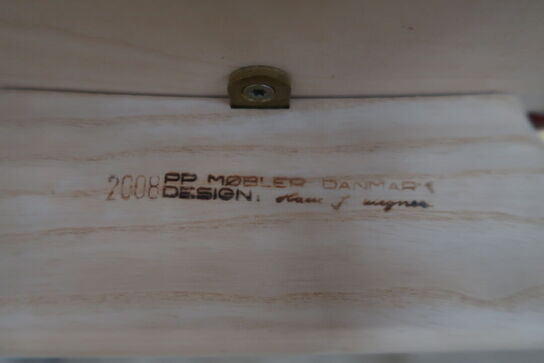 2008 PP MØBLER DANMARK
DESIGN: Hans J. Wegner